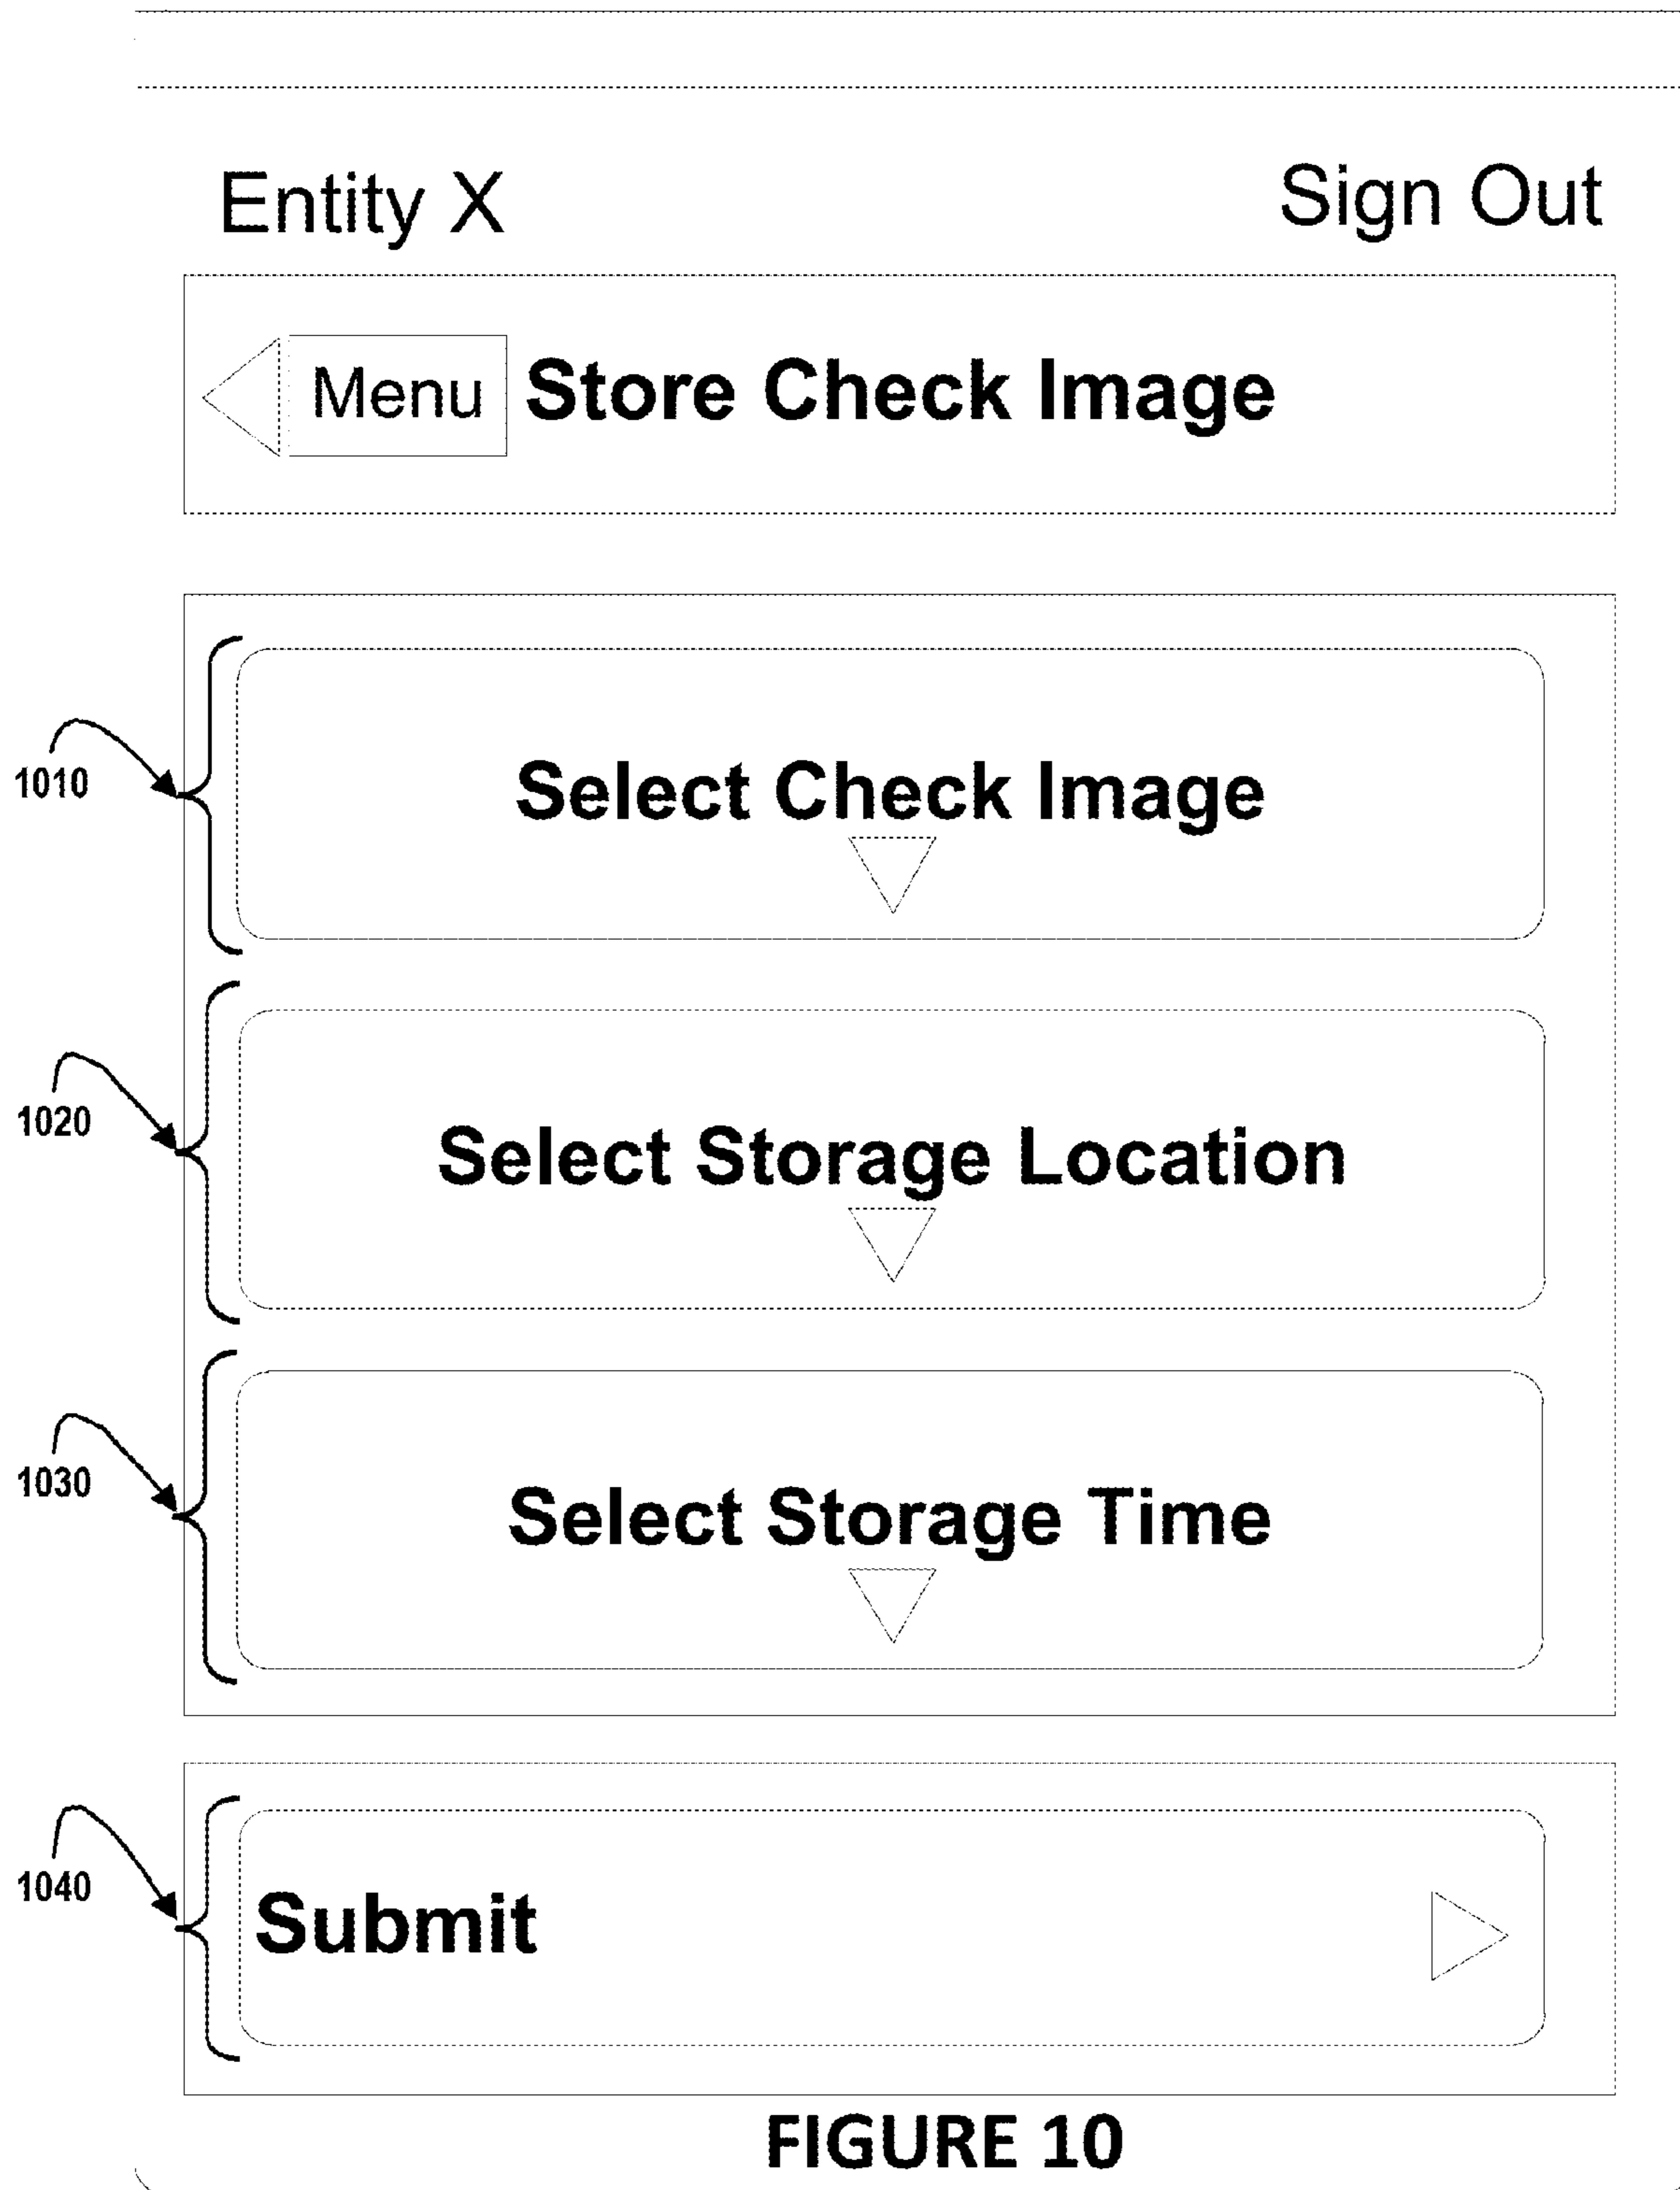 Entity X Sign Out
Menu Store Check Image
1010 Select Check Image
1020 Select Storage Location
1030 Select Storage Time
1040 Submit
FIGURE 10